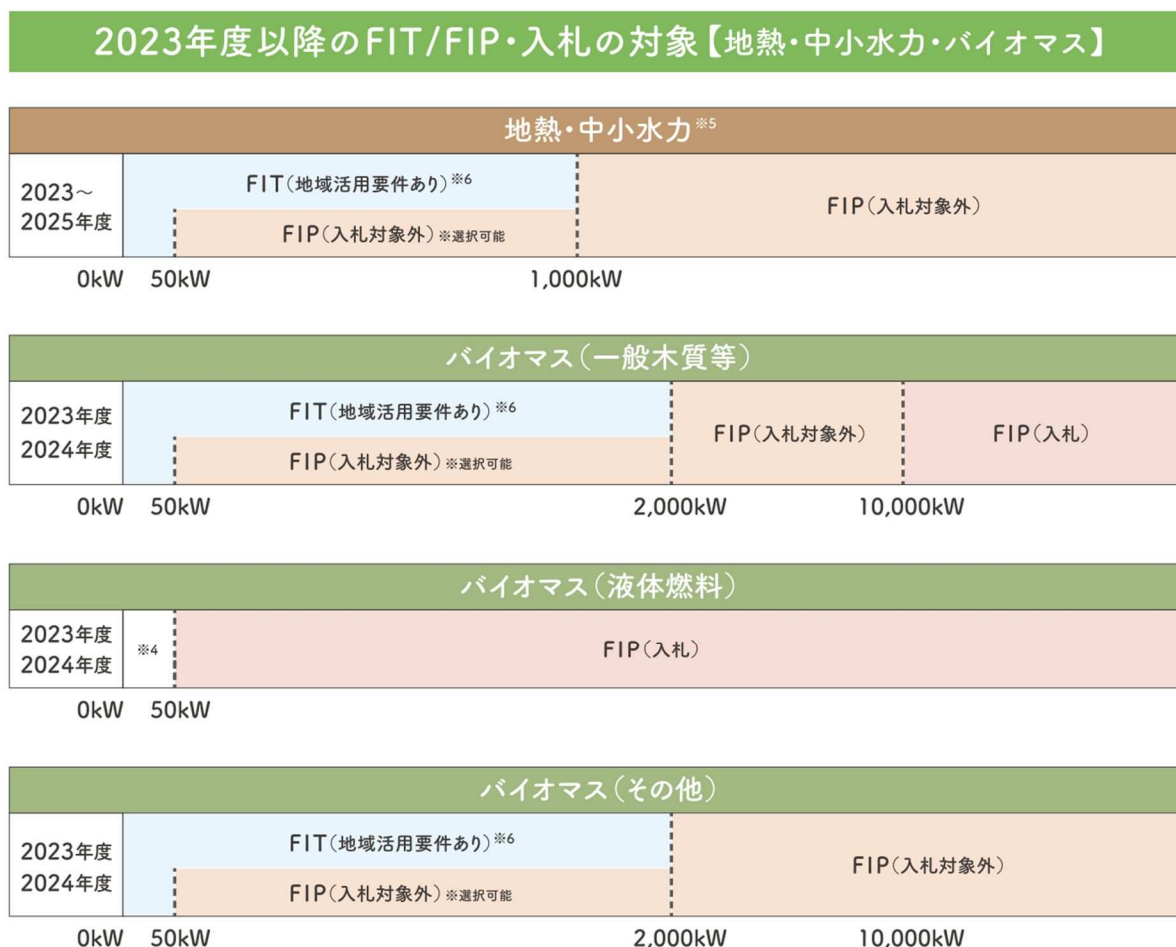 2023年度以降のFIT/FIP・入札の対象【地熱・中小水力・バイオマス】
地熱・中小水力※5
2023～
2025年度
FIT(地域活用要件あり)※6
FIP(入札対象外)※選択可能
FIP(入札対象外)
0kW 50kW 1,000kW
バイオマス(一般木質等)
2023年度
2024年度
FIT(地域活用要件あり)※6
FIP(入札対象外)※選択可能
FIP(入札対象外)
FIP(入札)
0kW 50kW 2,000kW 10,000kW
バイオマス(液体燃料)
2023年度
2024年度
※4
FIP(入札)
0kW 50kW
バイオマス(その他)
2023年度
2024年度
FIT(地域活用要件あり)※6
FIP(入札対象外)※選択可能
FIP(入札対象外)
0kW 50kW 2,000kW 10,000kW